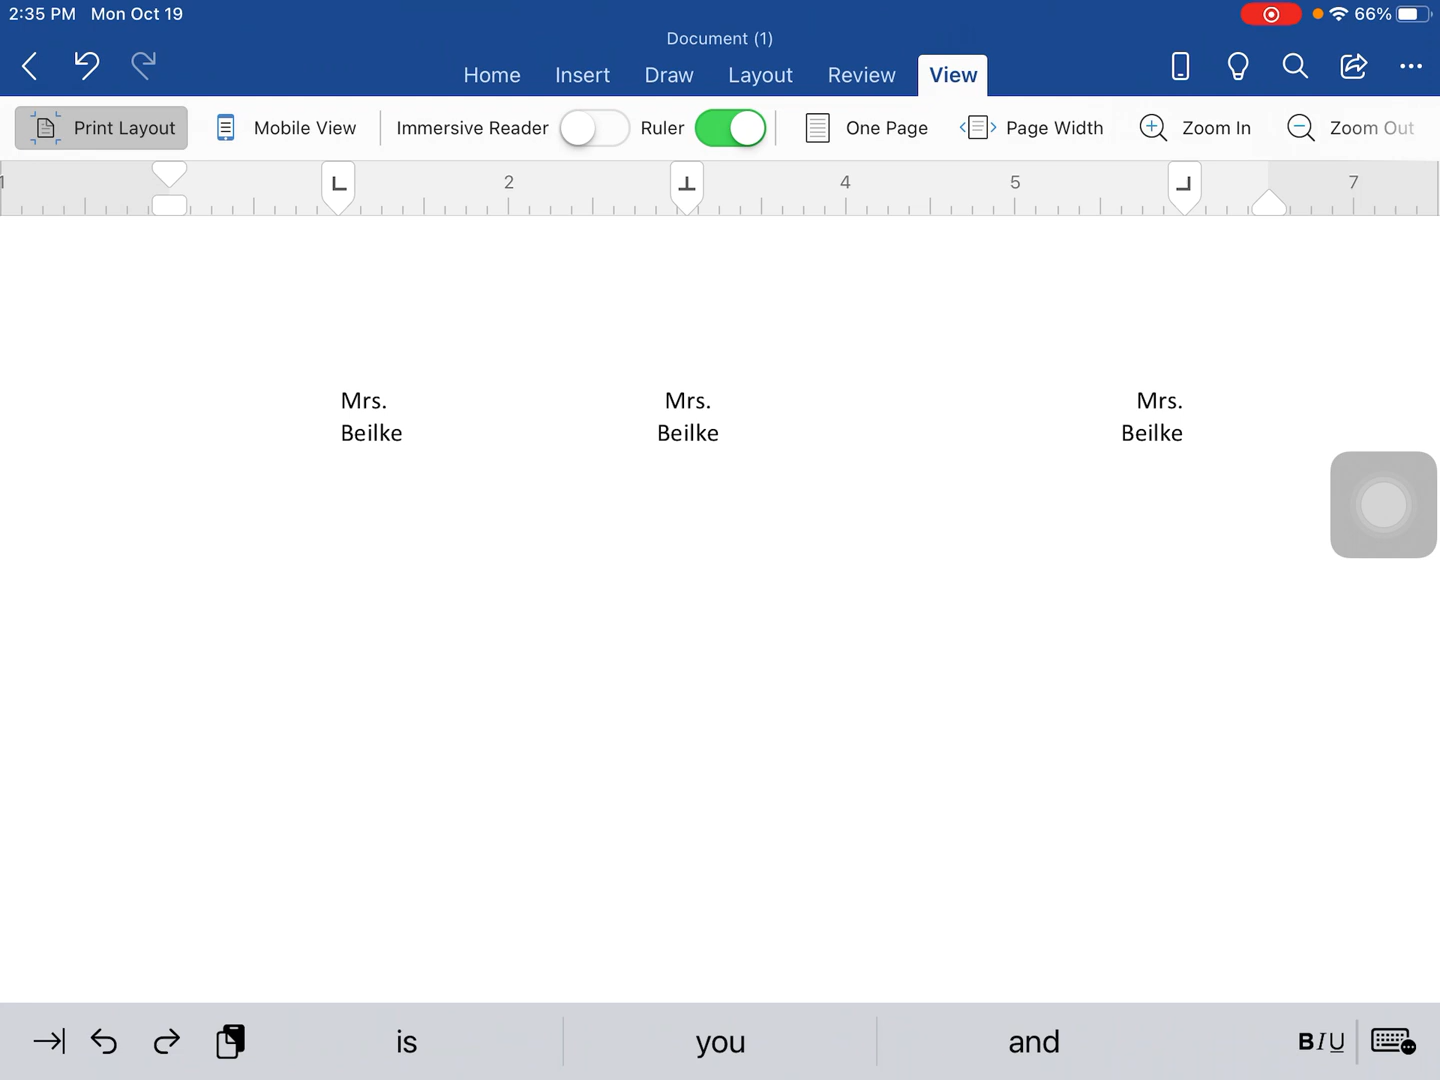 2:35 PM Mon Oct 19 66%
Document (1)
Home Insert Draw Layout Review View
Print Layout Mobile View Immersive Reader Ruler One Page Page Width Zoom In Zoom Out
1 2 4 5 7
Mrs. Mrs. Mrs.
Beilke Beilke Beilke
is you and BIU